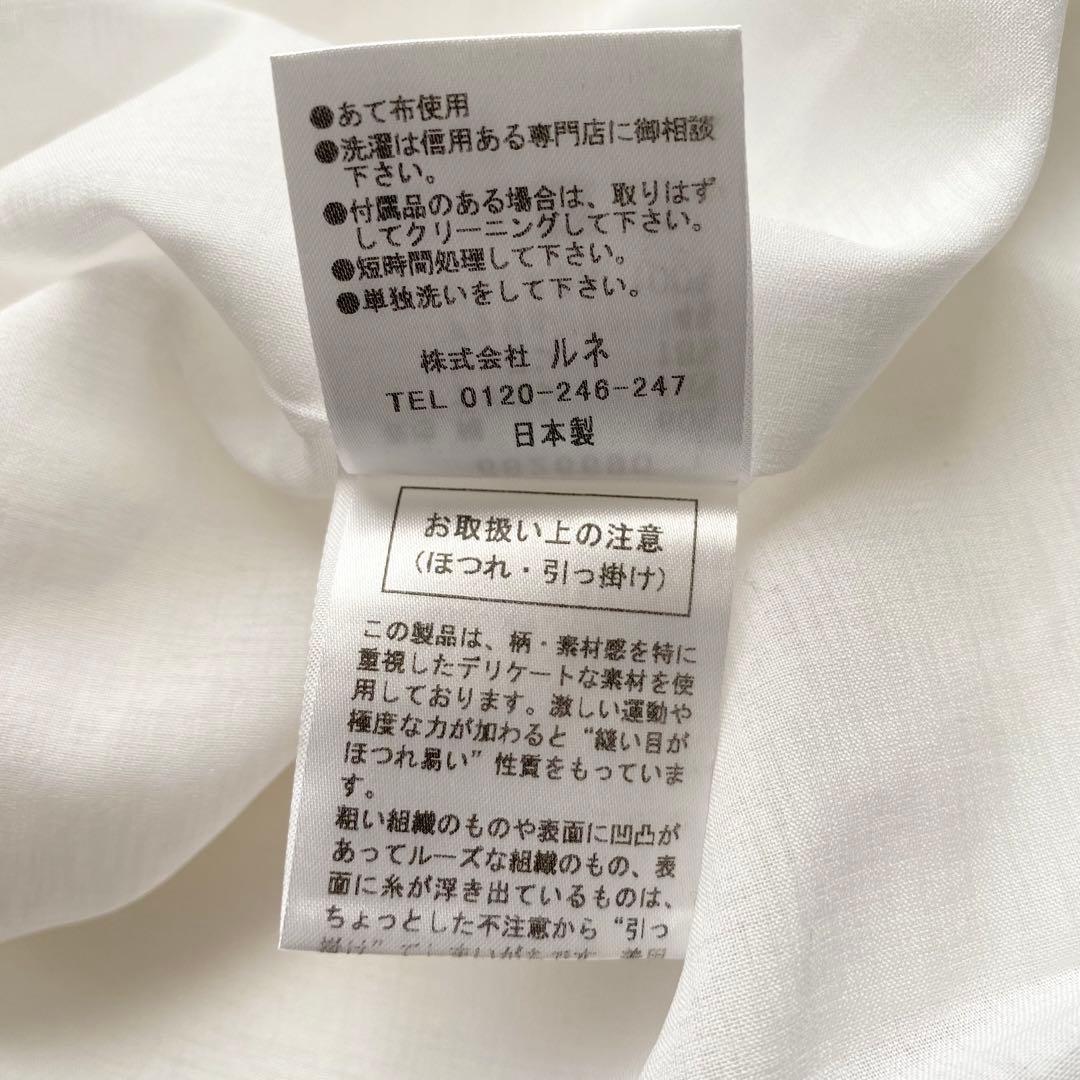 ●あて布使用
●洗濯は信用ある専門店に御相談
下さい。
●付属品のある場合は、取りはず
してクリーニングして下さい。
●短時間処理して下さい。
●単独洗いをして下さい。
株式会社 ルネ
TEL 0120-246-247
日本製
お取扱い上の注意
(ほつれ・引っ掛け)
この製品は、柄・素材感を特に
重視したデリケートな素材を使
用しております。激しい運動や
極度な力が加わると“縫い目が
ほつれ易い”性質をもっていま
す。
粗い組織のものや表面に凹凸が
あってルーズな組織のもの、表
面に糸が浮き出ているものは、
ちょっとした不注意から“引っ